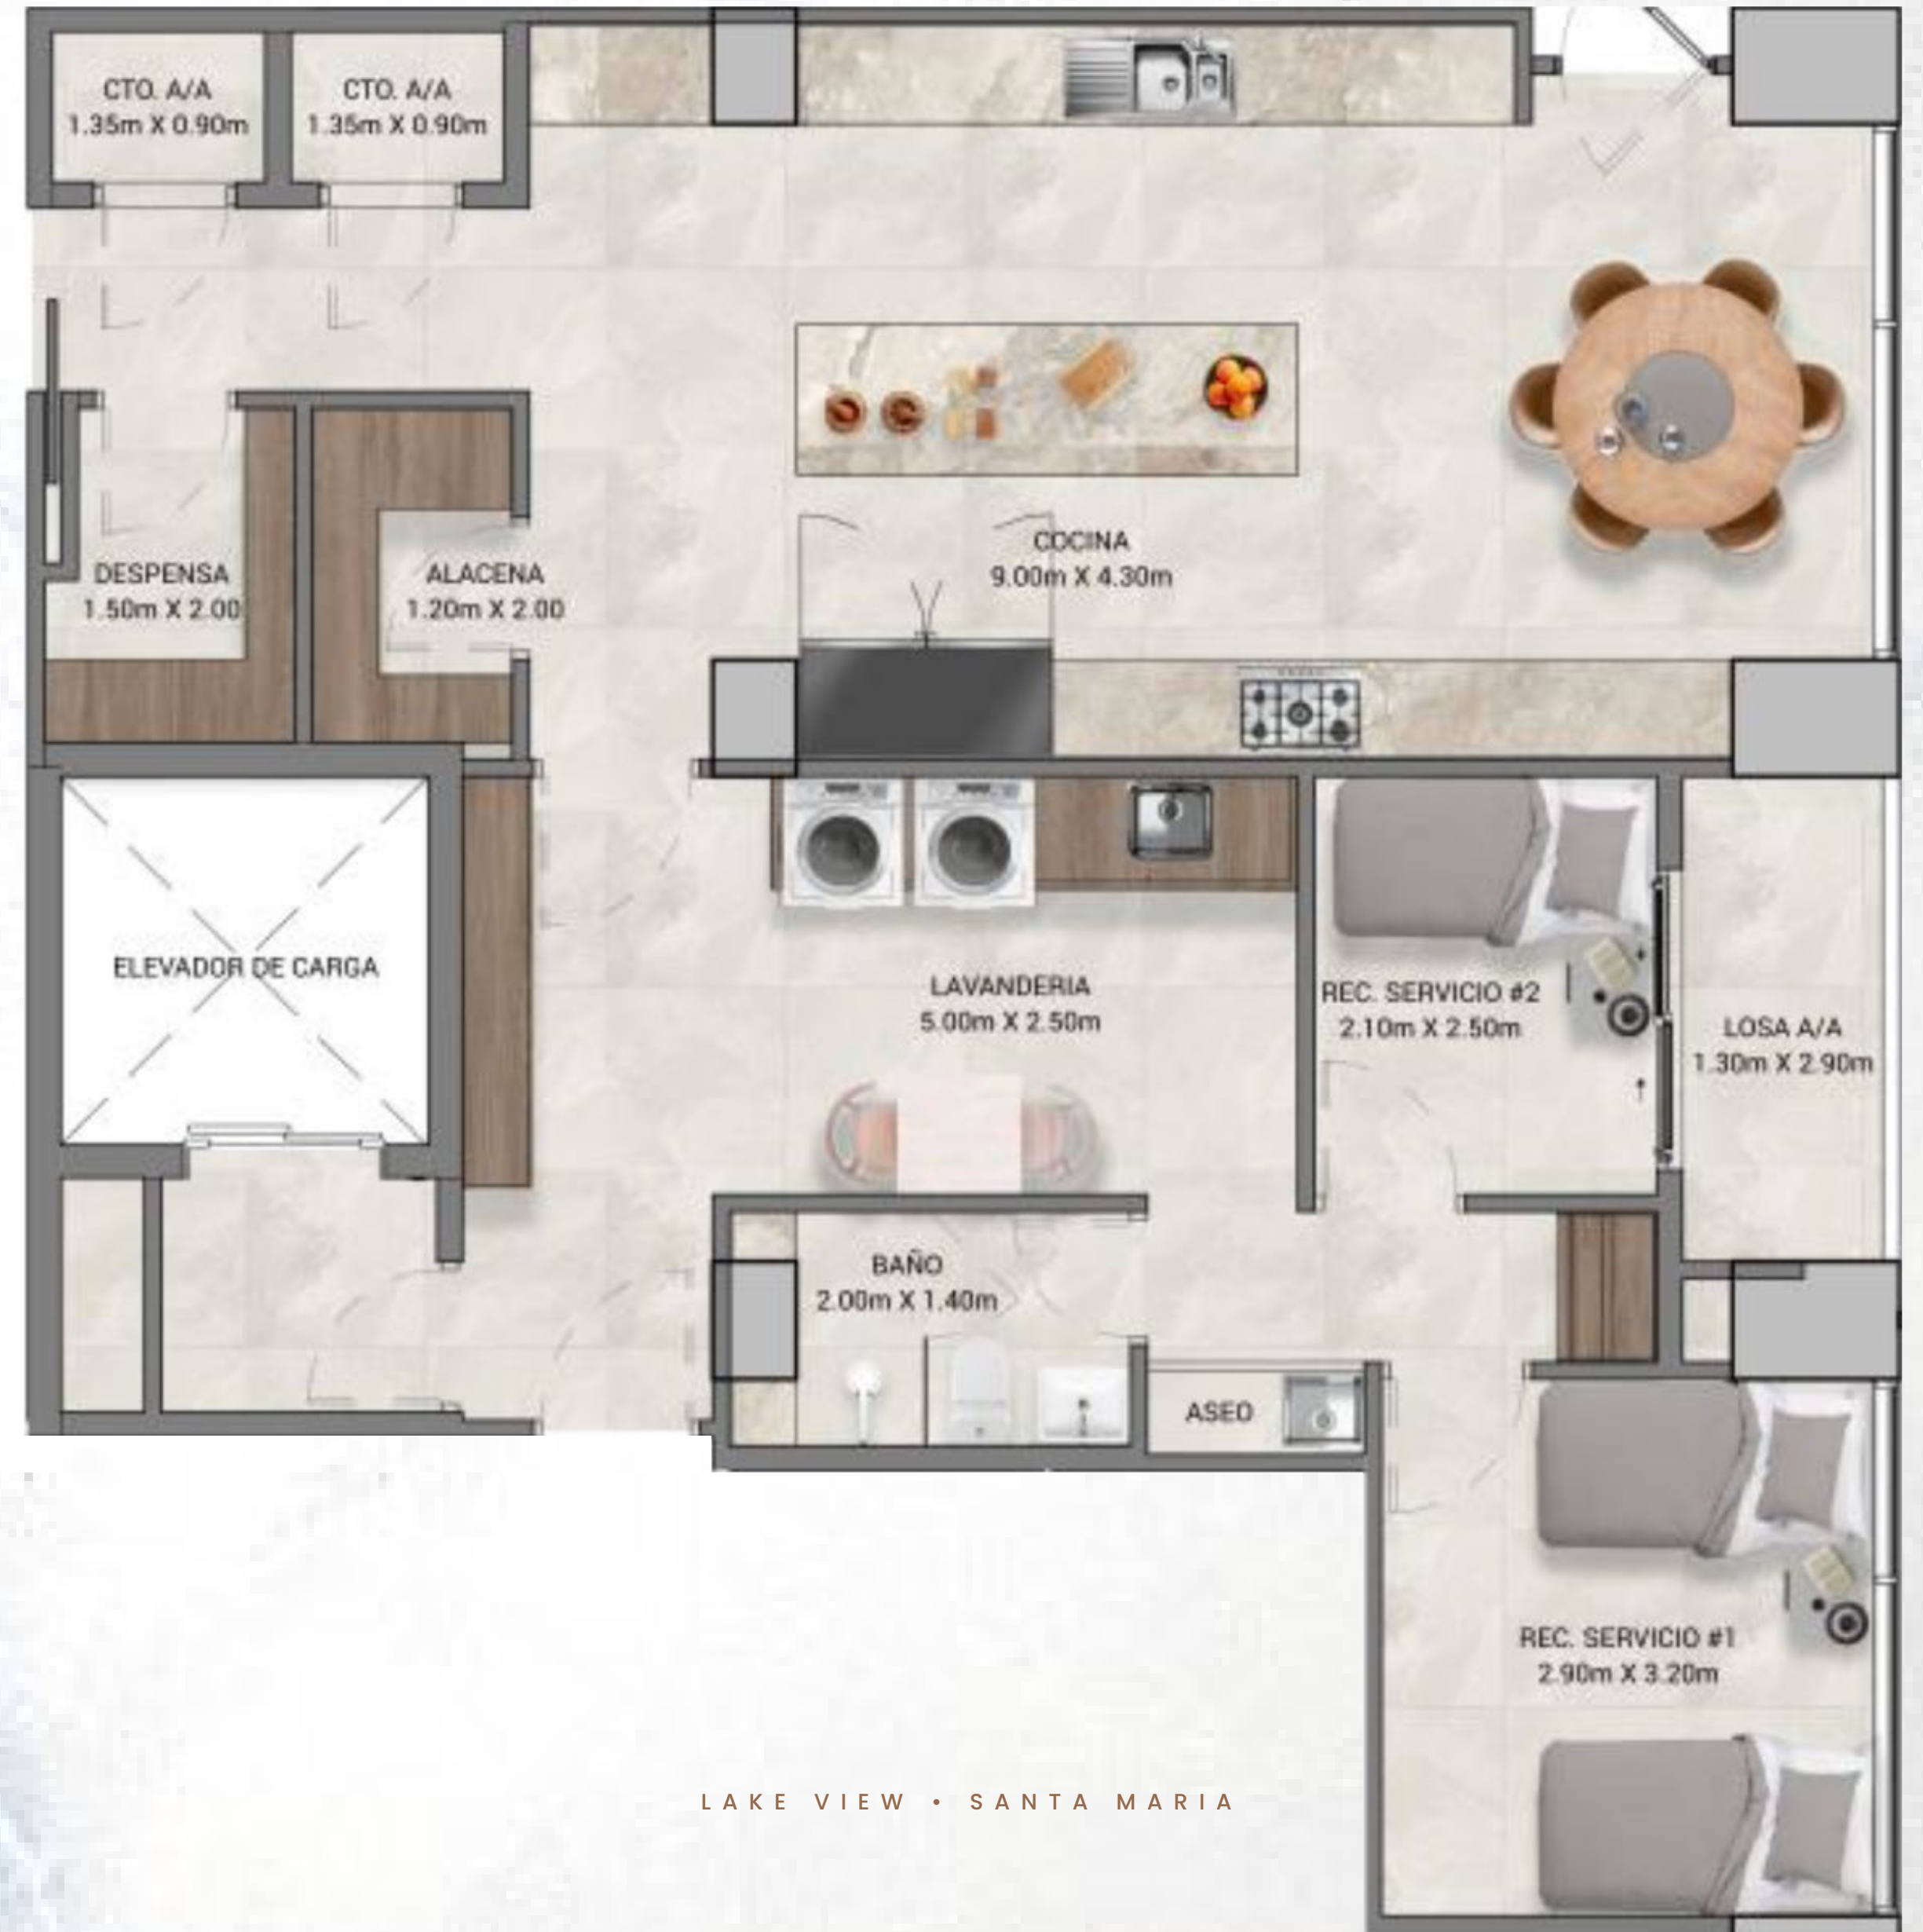 CTO. A/A
1.35m X 0.90m
CTO. A/A
1.35m X 0.90m
COCINA
9.00m X 4.30m
DESPENSA
1.50m X 2.00
ALACENA
1.20m X 2.00
ELEVADOR DE CARGA
LAVANDERIA
5.00m X 2.50m
REC. SERVICIO #2
2.10m X 2.50m
LOSA A/A
1.30m X 2.90m
BAÑO
2.00m X 1.40m
ASEO
REC. SERVICIO #1
2.90m X 3.20m
LAKE VIEW • SANTA MARIA